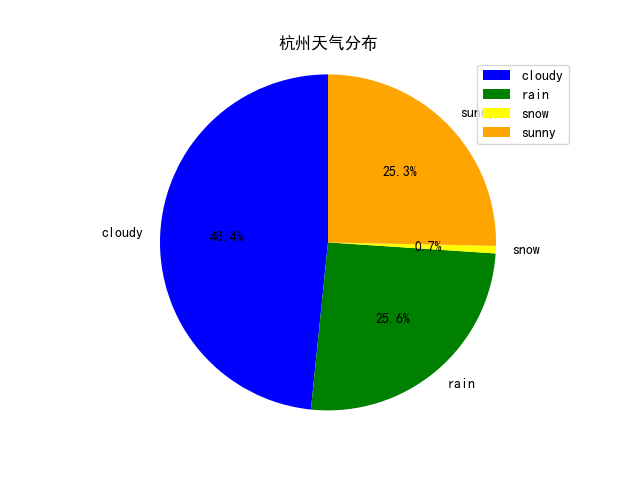 杭州天气分布
cloudy
rain
snow
sunny
25.3%
cloudy
48.4%
0.7%
snow
25.6%
rain